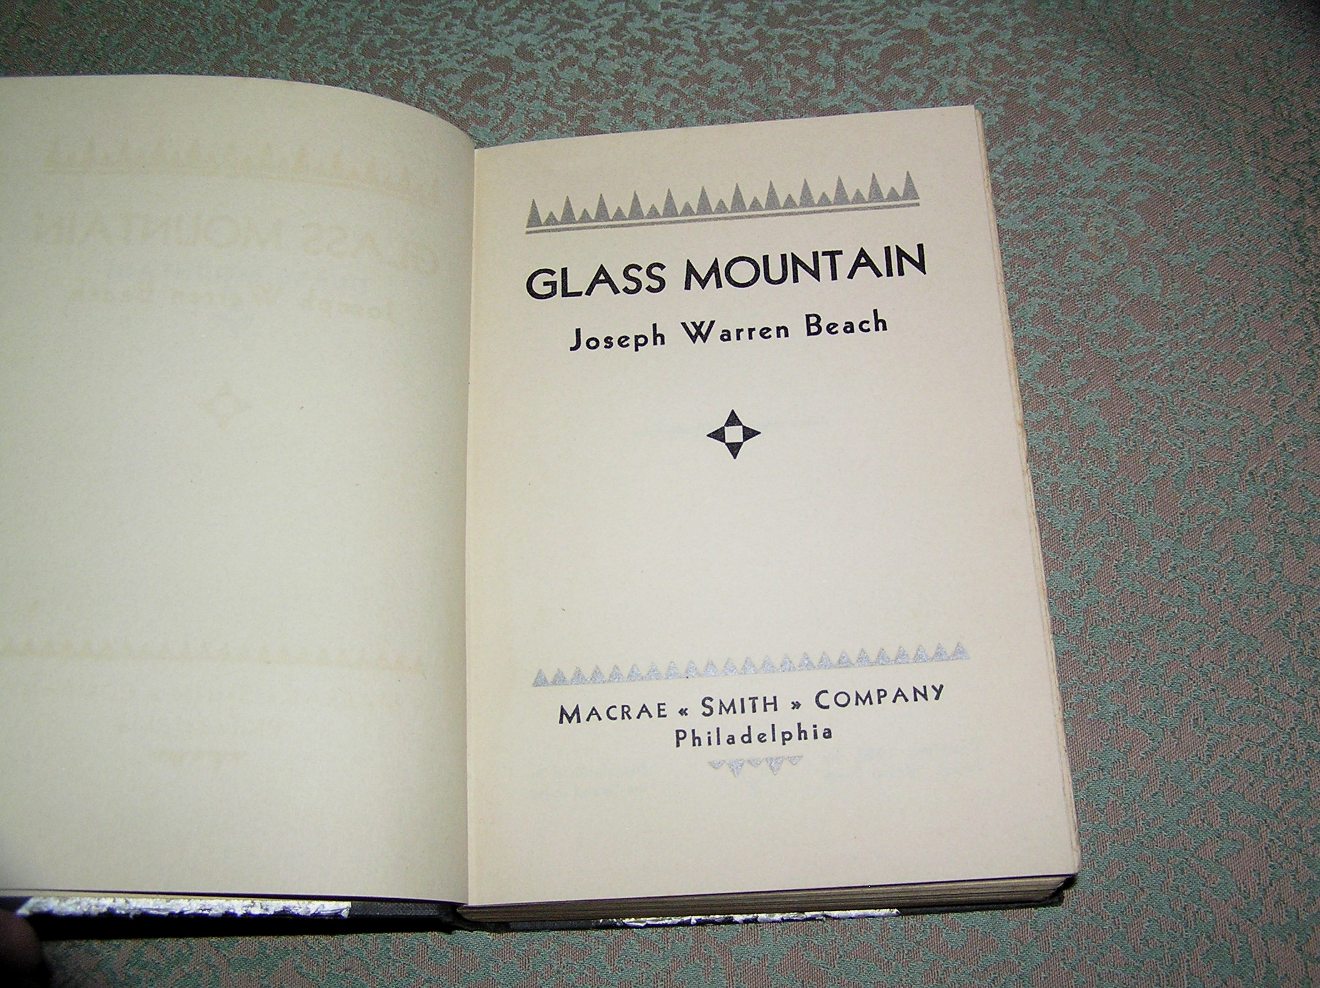 GLASS MOUNTAIN
Joseph Warren Beach
MACRAE « SMITH » COMPANY
Philadelphia